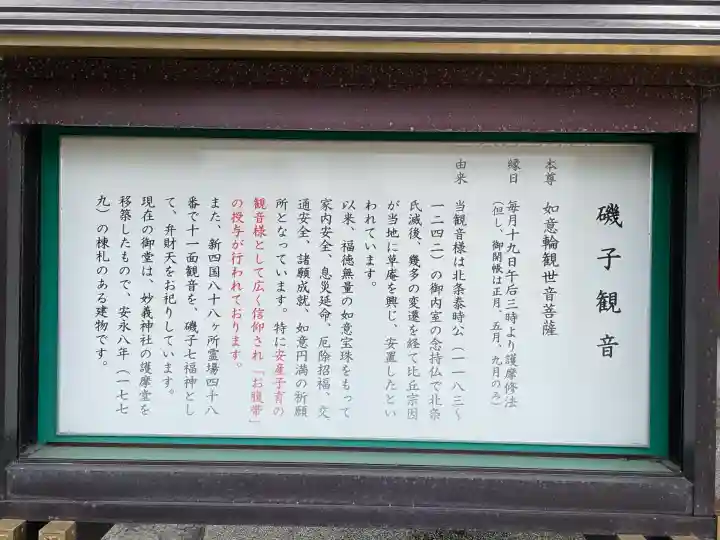 磯子観音
本尊 如意輪観世音菩薩
縁日 毎月十九日午后三時より護摩修法
（但し、御開帳は正月、五月、九月のみ）
由来 当観音様は北条泰時公（一一八三〜
一二四二）の御内室の念持仏で北条
氏滅後、幾多の変遷を経て比丘宗因
が当地に草庵を興じ、安置したとい
われています。
以来、福徳無量の如意宝珠をもって
家内安全、息災延命、厄除招福、交
通安全、諸願成就、如意円満の祈願
所となっています。特に安産子育の
観音様として広く信仰され「お腹帯」
の授与が行われております。
また、新四国八十八ヶ所霊場四十八
番で十一面観音を、磯子七福神とし
て、弁財天をお祀りしています。
現在の御堂は、妙義神社の護摩堂を
移築したもので、安永八年（一七七
九）の棟札のある建物です。